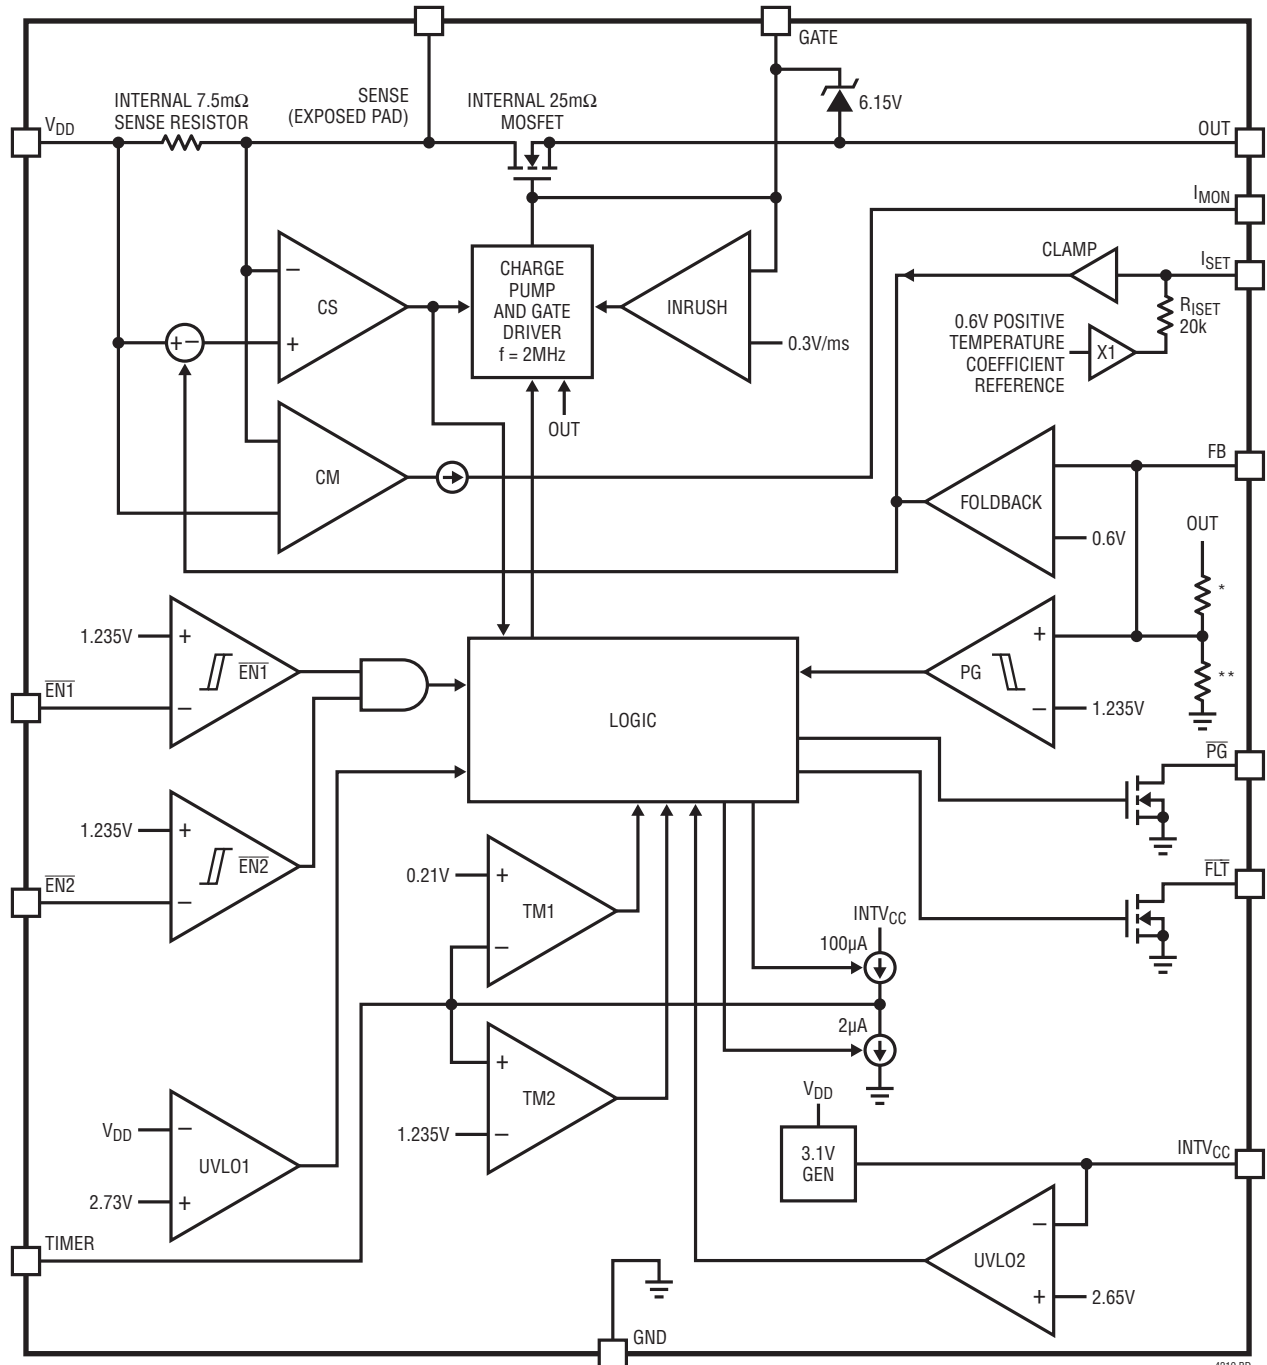 GATE
6.15V
INTERNAL 7.5mΩ
SENSE RESISTOR
SENSE
(EXPOSED PAD)
INTERNAL 25mΩ
MOSFET
VDD
OUT
IMON
CLAMP
ISET
RISET
20k
0.6V POSITIVE
TEMPERATURE
COEFFICIENT
REFERENCE
X1
−
CS
+
+−
CHARGE
PUMP
AND GATE
DRIVER
f = 2MHz
INRUSH
0.3V/ms
OUT
CM
FB
FOLDBACK
0.6V
OUT
*
**
1.235V
+
EN1
−
EN1
LOGIC
+
PG
−
1.235V
PG
1.235V
+
EN2
−
EN2
FLT
0.21V
+
TM1
−
INTVCC
100µA
2µA
+
TM2
−
1.235V
VDD
−
UVLO1
2.73V
+
TIMER
VDD
3.1V
GEN
INTVCC
−
UVLO2
+
2.65V
GND